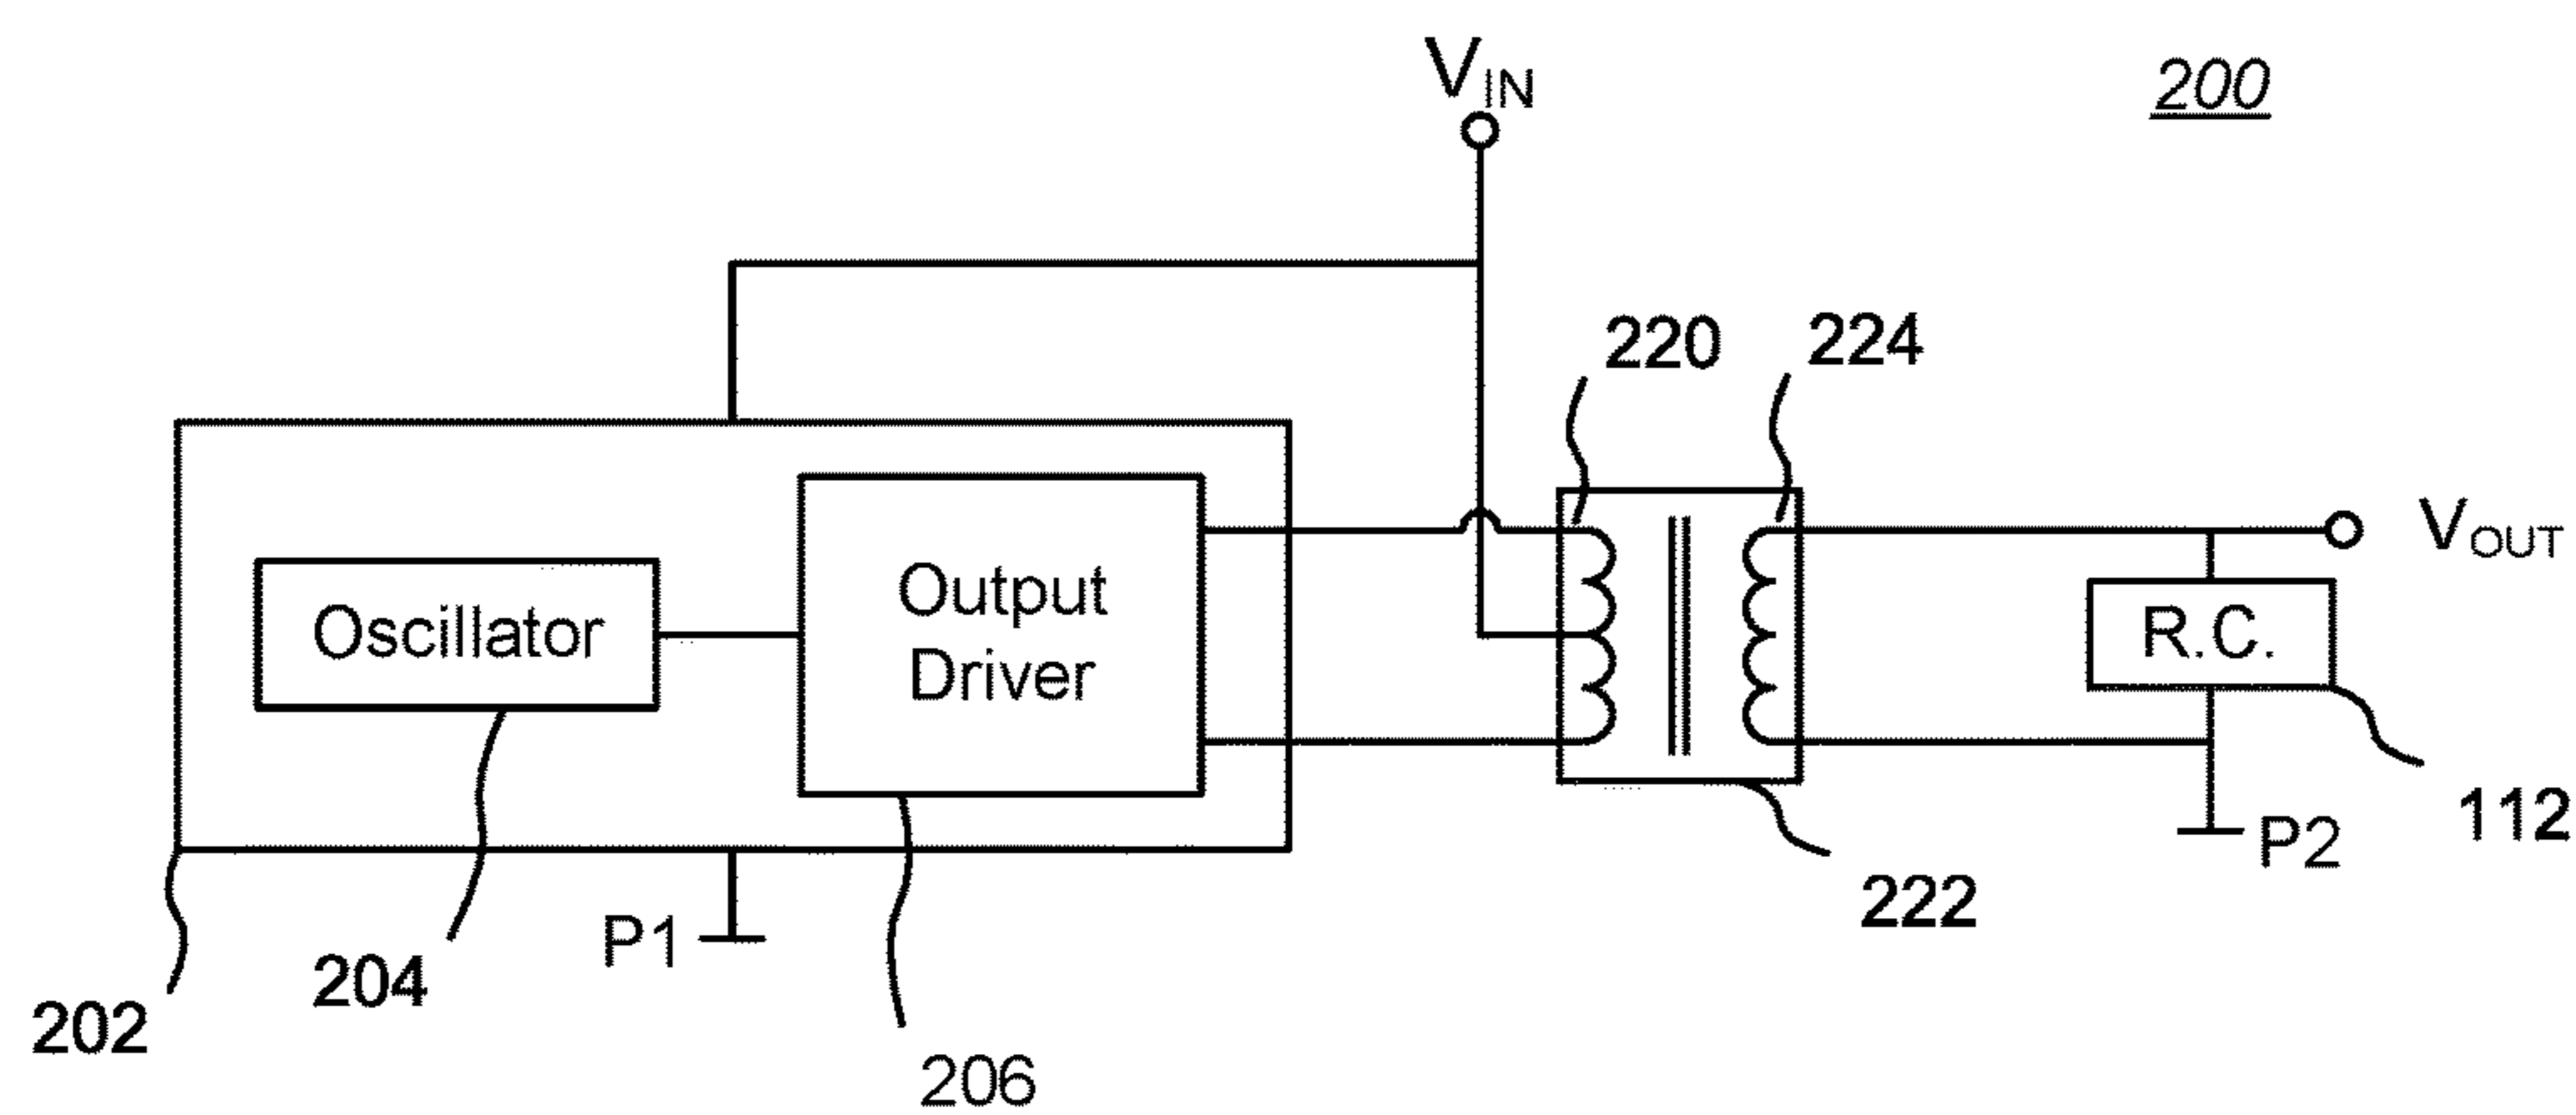 200
VIN
220
224
VOUT
Output
Driver
Oscillator
R.C.
112
P2
222
P1
204
202
206